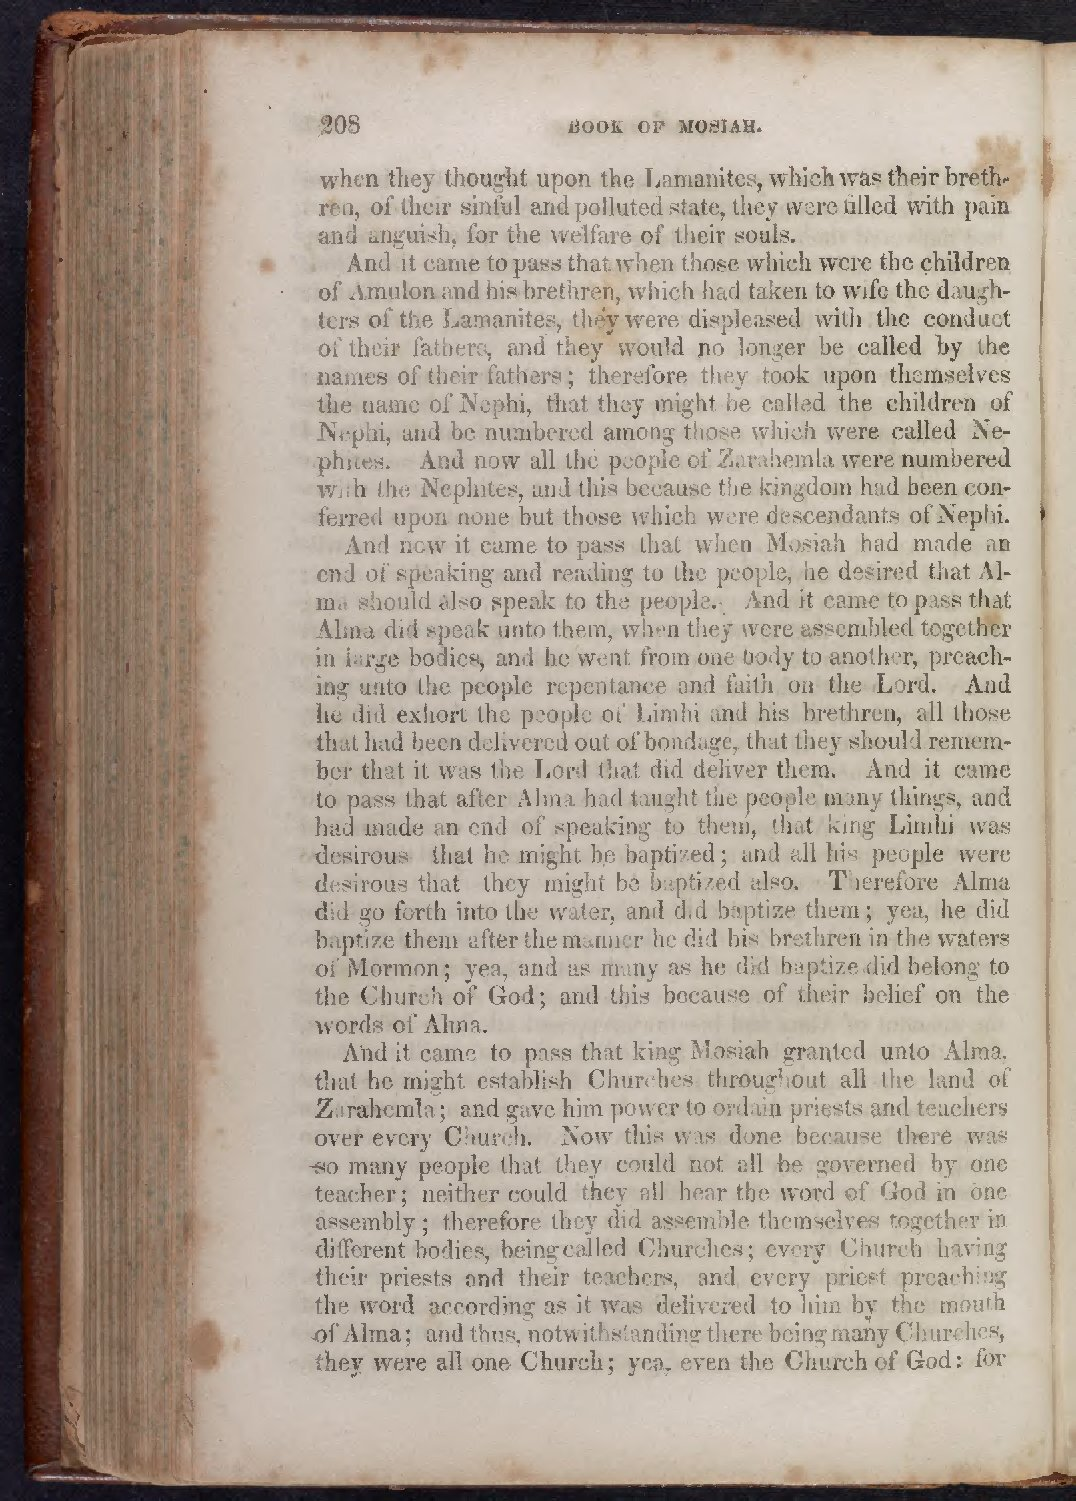 208 BOOK OF MOSIAH.
when they thought upon the Lamanites, which was their breth-
ren, of their sinful and polluted state, they were filled with pain
and anguish, for the welfare of their souls.
And it came to pass that when those which were the children
of Amulon and his brethren, which had taken to wife the daugh-
ters of the Lamanites, they were displeased with the conduct
of their fathers, and they would no longer be called by the
names of their fathers; therefore they took upon themselves
the name of Nephi, that they might be called the children of
Nephi, and be numbered among those which were called Ne-
phites. And now all the people of Zarahemla were numbered
with the Nephites, and this because the kingdom had been con-
ferred upon none but those which were descendants of Nephi.
And now it came to pass that when Mosiah had made an
end of speaking and reading to the people, he desired that Al-
ma should also speak to the people. And it came to pass that
Alma did speak unto them, when they were assembled together
in large bodies, and he went from one body to another, preach-
ing unto the people repentance and faith on the Lord. And
he did exhort the people of Limhi and his brethren, all those
that had been delivered out of bondage, that they should remem-
ber that it was the Lord that did deliver them. And it came
to pass that after Alma had taught the people many things, and
had made an end of speaking to them, that king Limhi was
desirous that he might be baptized; and all his people were
desirous that they might be baptized also. Therefore Alma
did go forth into the water, and did baptize them; yea, he did
baptize them after the manner he did his brethren in the waters
of Mormon; yea, and as many as he did baptize did belong to
the Church of God; and this because of their belief on the
words of Alma.
And it came to pass that king Mosiah granted unto Alma,
that he might establish Churches throughout all the land of
Zarahemla; and gave him power to ordain priests and teachers
over every Church. Now this was done because there was
so many people that they could not all be governed by one
teacher; neither could they all hear the word of God in one
assembly; therefore they did assemble themselves together in
different bodies, being called Churches; every Church having
their priests and their teachers, and every priest preaching
the word according as it was delivered to him by the mouth
of Alma; and thus, notwithstanding there being many Churches,
they were all one Church; yea, even the Church of God: for